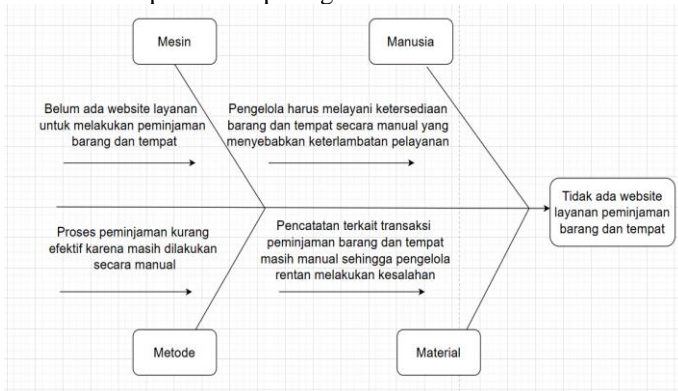 Mesin
Manusia
Belum ada website layanan
untuk melakukan peminjaman
barang dan tempat
Pengelola harus melayani ketersediaan
barang dan tempat secara manual yang
menyebabkan keterlambatan pelayanan
Tidak ada website
layanan peminjaman
barang dan tempat
Proses peminjaman kurang
efektif karena masih dilakukan
secara manual
Pencatatan terkait transaksi
peminjaman barang dan tempat
masih manual sehingga pengelola
rentan melakukan kesalahan
Metode
Material